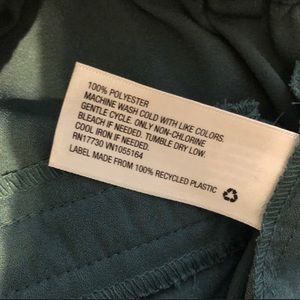 100% POLYESTER
MACHINE WASH COLD WITH LIKE COLORS.
GENTLE CYCLE. ONLY NON-CHLORINE
BLEACH IF NEEDED. TUMBLE DRY LOW.
COOL IRON IF NEEDED.
RN17730 VN1055164
LABEL MADE FROM 100% RECYCLED PLASTIC